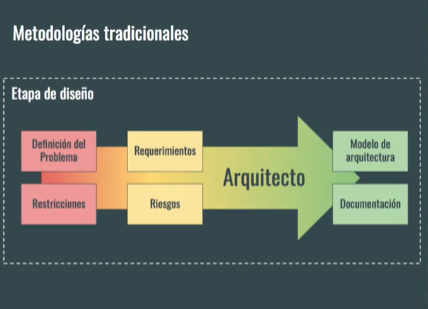 Metodologías tradicionales
Etapa de diseño
Definición del
Problema
Requerimientos
Modelo de
arquitectura
Arquitecto
Restricciones
Riesgos
Documentación